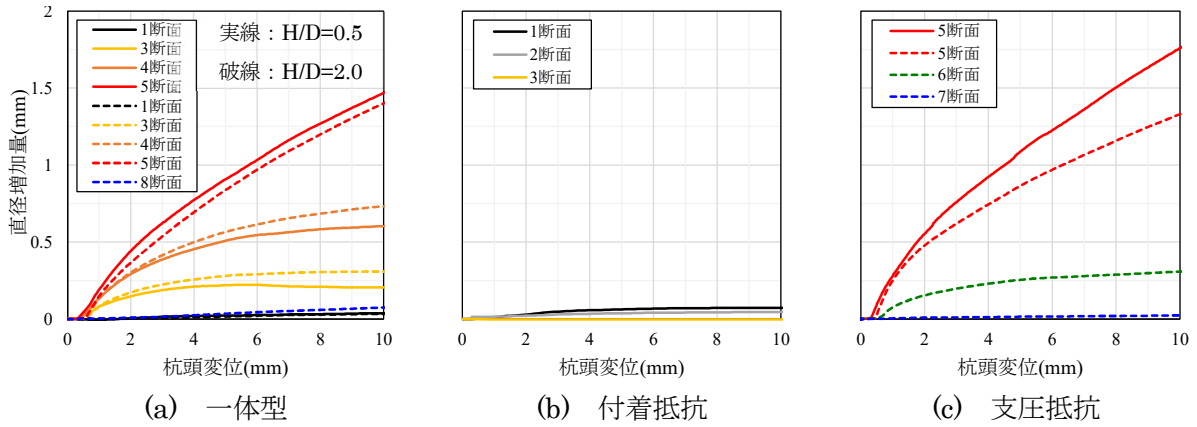 直径増加量(mm)
2
1.5
1
0.5
0
1断面
3断面
4断面
5断面
1断面
3断面
4断面
5断面
8断面
実線：H/D=0.5
破線：H/D=2.0
0 2 4 6 8 10
杭頭変位(mm)
(a) 一体型
1断面
2断面
3断面
0 2 4 6 8 10
杭頭変位(mm)
(b) 付着抵抗
5断面
5断面
6断面
7断面
0 2 4 6 8 10
杭頭変位(mm)
(c) 支圧抵抗